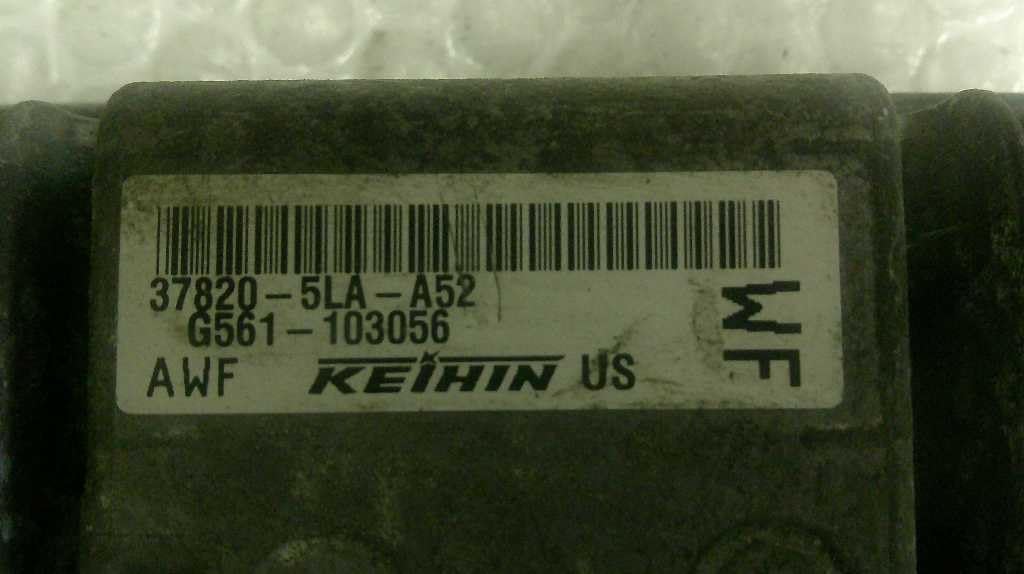 37820-5LA-A52
G561-103056
AWF KEIHIN US
WF